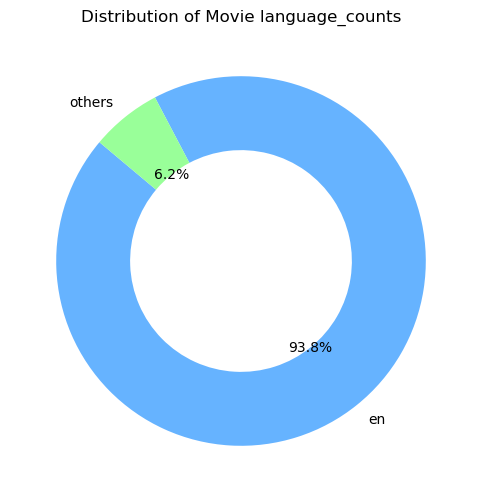 Distribution of Movie language_counts
others
6.2%
93.8%
en